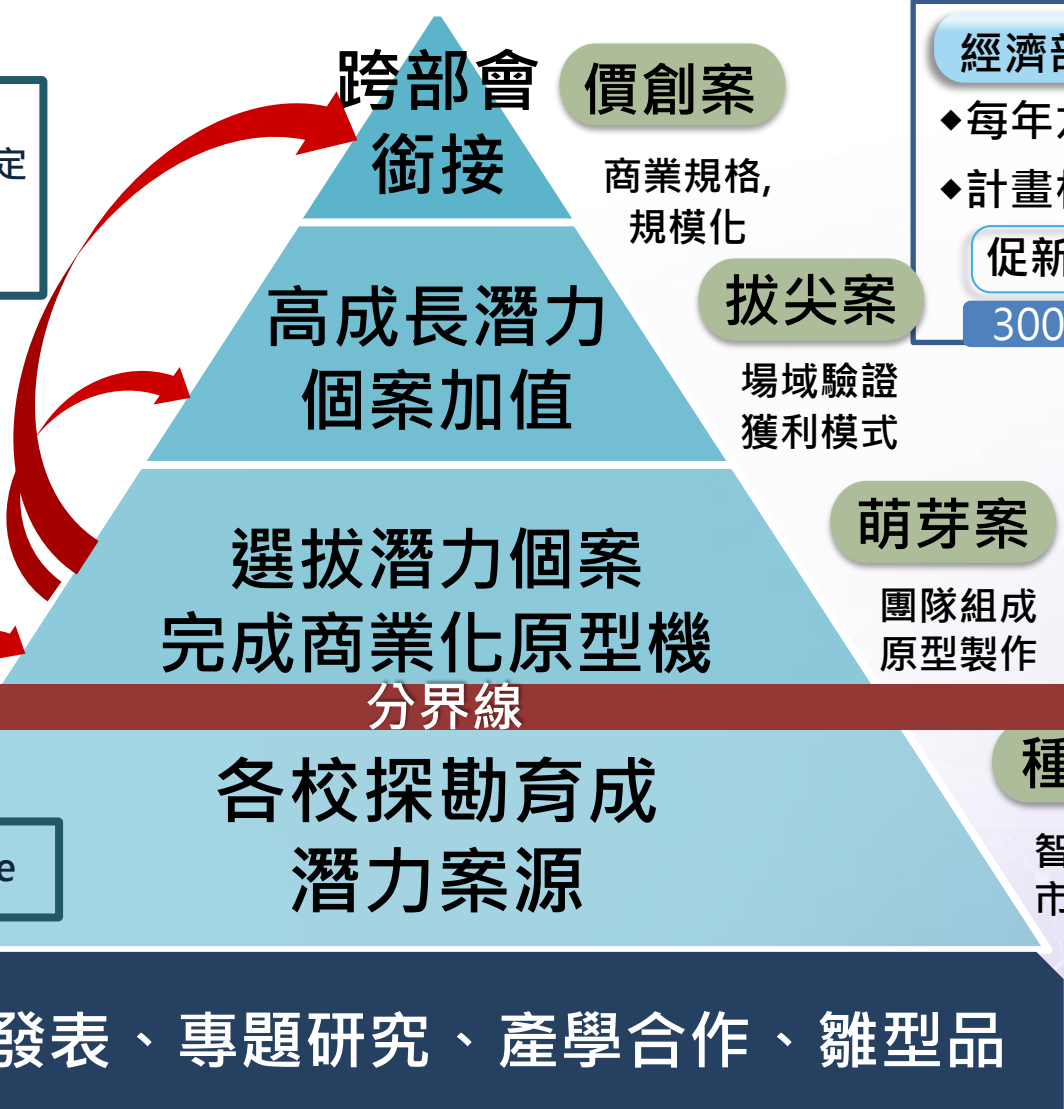 跨部會
銜接
價創案
商業規格,
規模化
定
經濟部
◆每年
◆計畫
促新
300
高成長潛力
個案加值
拔尖案
場域驗證
獲利模式
選拔潛力個案
完成商業化原型機
萌芽案
團隊組成
原型製作
分界線
各校探勘育成
潛力案源
種
智
市
e
發表、專題研究、產學合作、雛型品